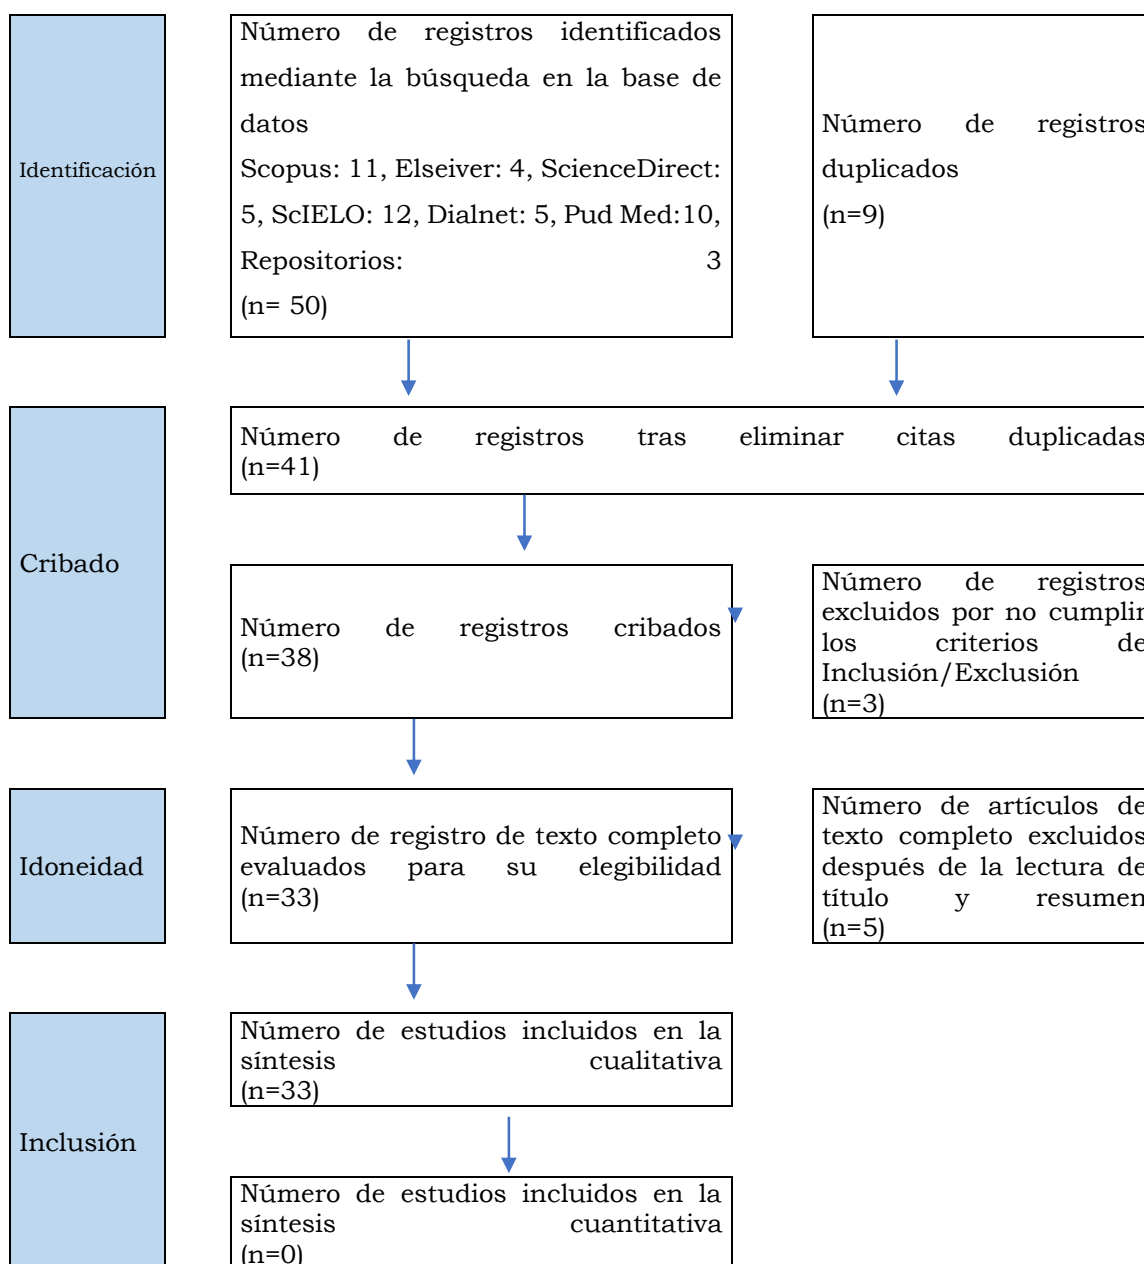 Identificación
Número de registros identificados
mediante la búsqueda en la base de
datos
Scopus: 11, Elseiver: 4, ScienceDirect:
5, ScIELO: 12, Dialnet: 5, Pud Med:10,
Repositorios: 3
(n= 50)
Número de registros
duplicados
(n=9)
Cribado
Número de registros tras eliminar citas duplicadas
(n=41)
Número de registros cribados
(n=38)
Número de registros
excluidos por no cumplir
los criterios de
Inclusión/Exclusión
(n=3)
Idoneidad
Número de registro de texto completo
evaluados para su elegibilidad
(n=33)
Número de artículos de
texto completo excluidos
después de la lectura de
título y resumen
(n=5)
Inclusión
Número de estudios incluidos en la
síntesis cualitativa
(n=33)
Número de estudios incluidos en la
síntesis cuantitativa
(n=0)